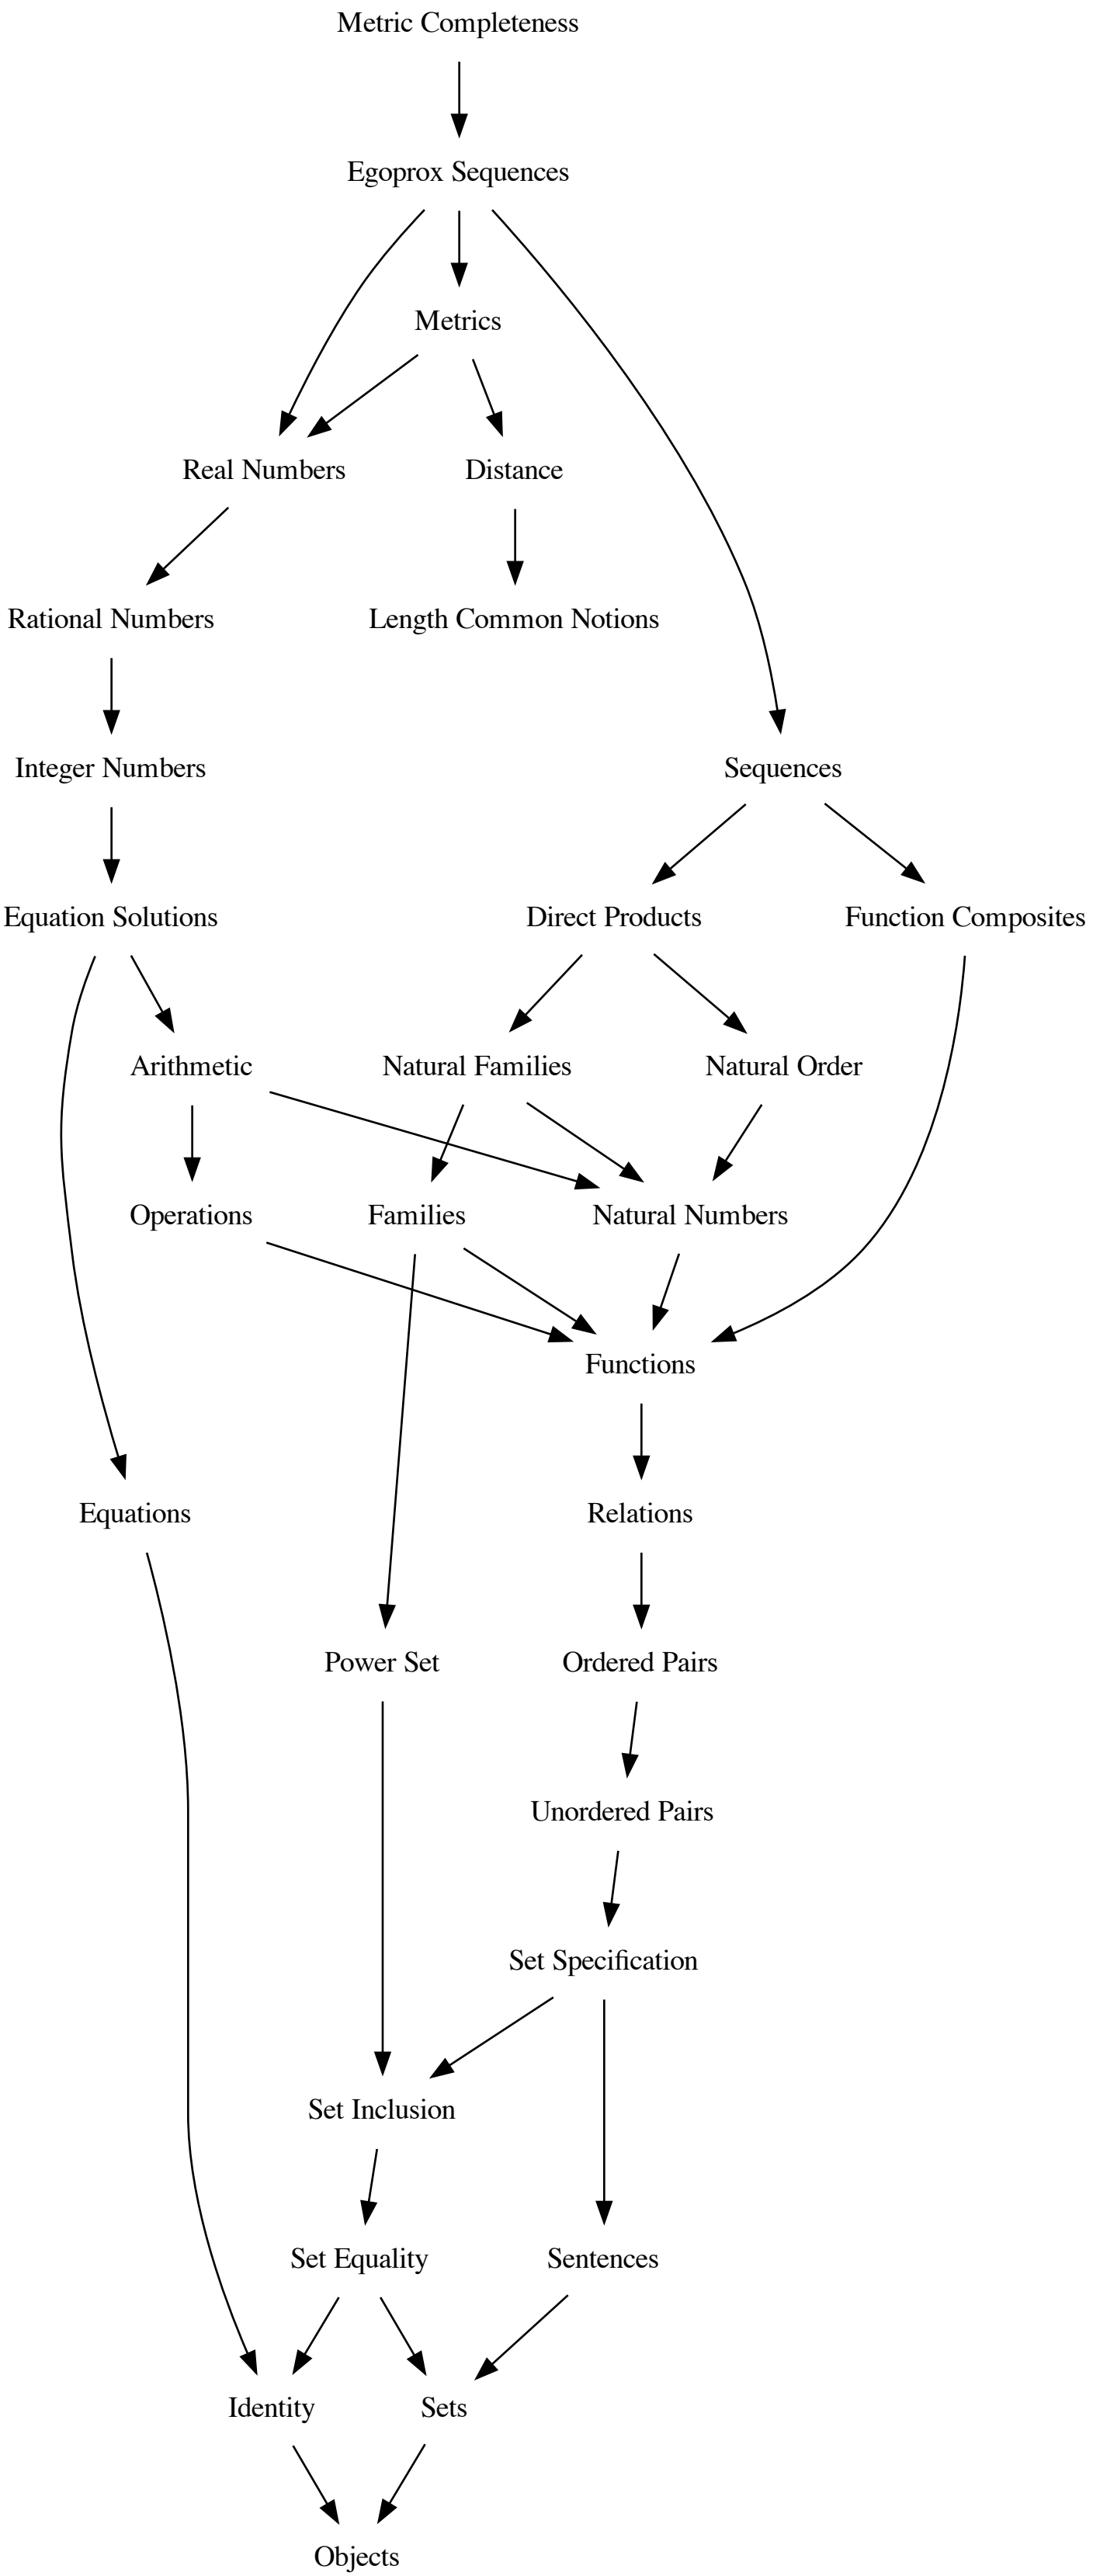 Metric Completeness
Egoprox Sequences
Metrics
Real Numbers
Distance
Rational Numbers
Length Common Notions
Integer Numbers
Sequences
Equation Solutions
Direct Products
Function Composites
Arithmetic
Natural Families
Natural Order
Operations
Families
Natural Numbers
Functions
Equations
Relations
Power Set
Ordered Pairs
Unordered Pairs
Set Specification
Set Inclusion
Set Equality
Sentences
Identity
Sets
Objects